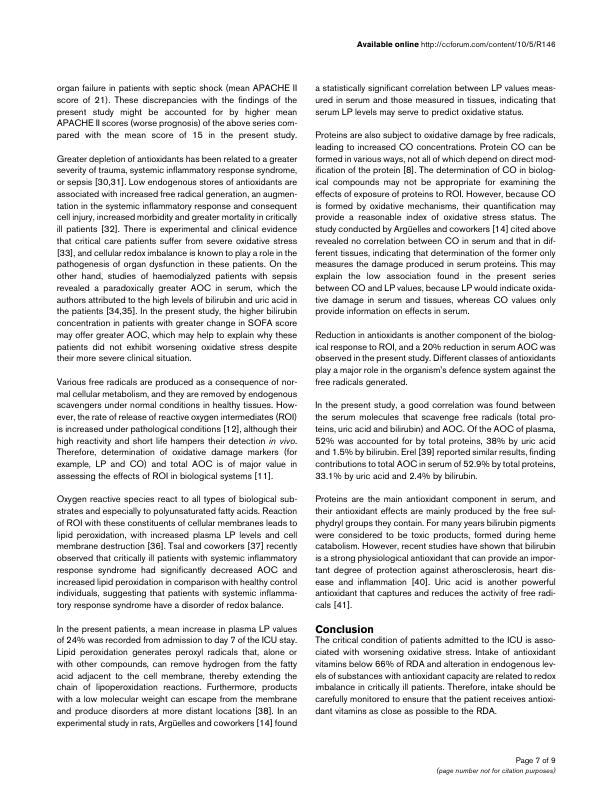 Available online http://ccforum.com/content/10/5/R146
organ failure in patients with septic shock (mean APACHE II
score of 21). These discrepancies with the findings of the
present study might be accounted for by higher mean
APACHE II scores (worse prognosis) of the above series com-
pared with the mean score of 15 in the present study.
Greater depletion of antioxidants has been related to a greater
severity of trauma, systemic inflammatory response syndrome,
or sepsis [30,31]. Low endogenous stores of antioxidants are
associated with increased free radical generation, an augmen-
tation in the systemic inflammatory response and consequent
cell injury, increased morbidity and greater mortality in critically
ill patients [32]. There is experimental and clinical evidence
that critical care patients suffer from severe oxidative stress
[33], and cellular redox imbalance is known to play a role in the
pathogenesis of organ dysfunction in these patients. On the
other hand, studies of haemodialyzed patients with sepsis
revealed a paradoxically greater AOC in serum, which the
authors attributed to the high levels of bilirubin and uric acid in
the patients [34,35]. In the present study, the higher bilirubin
concentration in patients with greater change in SOFA score
may offer greater AOC, which may help to explain why these
patients did not exhibit worsening oxidative stress despite
their more severe clinical situation.
Various free radicals are produced as a consequence of nor-
mal cellular metabolism, and they are removed by endogenous
scavengers under normal conditions in healthy tissues. How-
ever, the rate of release of reactive oxygen intermediates (ROI)
is increased under pathological conditions [12], although their
high reactivity and short life hampers their detection in vivo.
Therefore, determination of oxidative damage markers (for
example, LP and CO) and total AOC is of major value in
assessing the effects of ROI in biological systems [11].
Oxygen reactive species react to all types of biological sub-
strates and especially to polyunsaturated fatty acids. Reaction
of ROI with these constituents of cellular membranes leads to
lipid peroxidation, with increased plasma LP levels and cell
membrane destruction [36]. Tsal and coworkers [37] recently
observed that critically ill patients with systemic inflammatory
response syndrome had significantly decreased AOC and
increased lipid peroxidation in comparison with healthy control
individuals, suggesting that patients with systemic inflamma-
tory response syndrome have a disorder of redox balance.
In the present patients, a mean increase in plasma LP values
of 24% was recorded from admission to day 7 of the ICU stay.
Lipid peroxidation generates peroxyl radicals that, alone or
with other compounds, can remove hydrogen from the fatty
acid adjacent to the cell membrane, thereby extending the
chain of lipoperoxidation reactions. Furthermore, products
with a low molecular weight can escape from the membrane
and produce disorders at more distant locations [38]. In an
experimental study in rats, Argüelles and coworkers [14] found
a statistically significant correlation between LP values meas-
ured in serum and those measured in tissues, indicating that
serum LP levels may serve to predict oxidative status.
Proteins are also subject to oxidative damage by free radicals,
leading to increased CO concentrations. Protein CO can be
formed in various ways, not all of which depend on direct mod-
ification of the protein [8]. The determination of CO in biolog-
ical compounds may not be appropriate for examining the
effects of exposure of proteins to ROI. However, because CO
is formed by oxidative mechanisms, their quantification may
provide a reasonable index of oxidative stress status. The
study conducted by Argüelles and coworkers [14] cited above
revealed no correlation between CO in serum and that in dif-
ferent tissues, indicating that determination of the former only
measures the damage produced in serum proteins. This may
explain the low association found in the present series
between CO and LP values, because LP would indicate oxida-
tive damage in serum and tissues, whereas CO values only
provide information on effects in serum.
Reduction in antioxidants is another component of the biolog-
ical response to ROI, and a 20% reduction in serum AOC was
observed in the present study. Different classes of antioxidants
play a major role in the organism's defence system against the
free radicals generated.
In the present study, a good correlation was found between
the serum molecules that scavenge free radicals (total pro-
teins, uric acid and bilirubin) and AOC. Of the AOC of plasma,
52% was accounted for by total proteins, 38% by uric acid
and 1.5% by bilirubin. Erel [39] reported similar results, finding
contributions to total AOC in serum of 52.9% by total proteins,
33.1% by uric acid and 2.4% by bilirubin.
Proteins are the main antioxidant component in serum, and
their antioxidant effects are mainly produced by the free sul-
phydryl groups they contain. For many years bilirubin pigments
were considered to be toxic products, formed during heme
catabolism. However, recent studies have shown that bilirubin
is a strong physiological antioxidant that can provide an impor-
tant degree of protection against atherosclerosis, heart dis-
ease and inflammation [40]. Uric acid is another powerful
antioxidant that captures and reduces the activity of free radi-
cals [41].
Conclusion
The critical condition of patients admitted to the ICU is asso-
ciated with worsening oxidative stress. Intake of antioxidant
vitamins below 66% of RDA and alteration in endogenous lev-
els of substances with antioxidant capacity are related to redox
imbalance in critically ill patients. Therefore, intake should be
carefully monitored to ensure that the patient receives antioxi-
dant vitamins as close as possible to the RDA.
Page 7 of 9
(page number not for citation purposes)